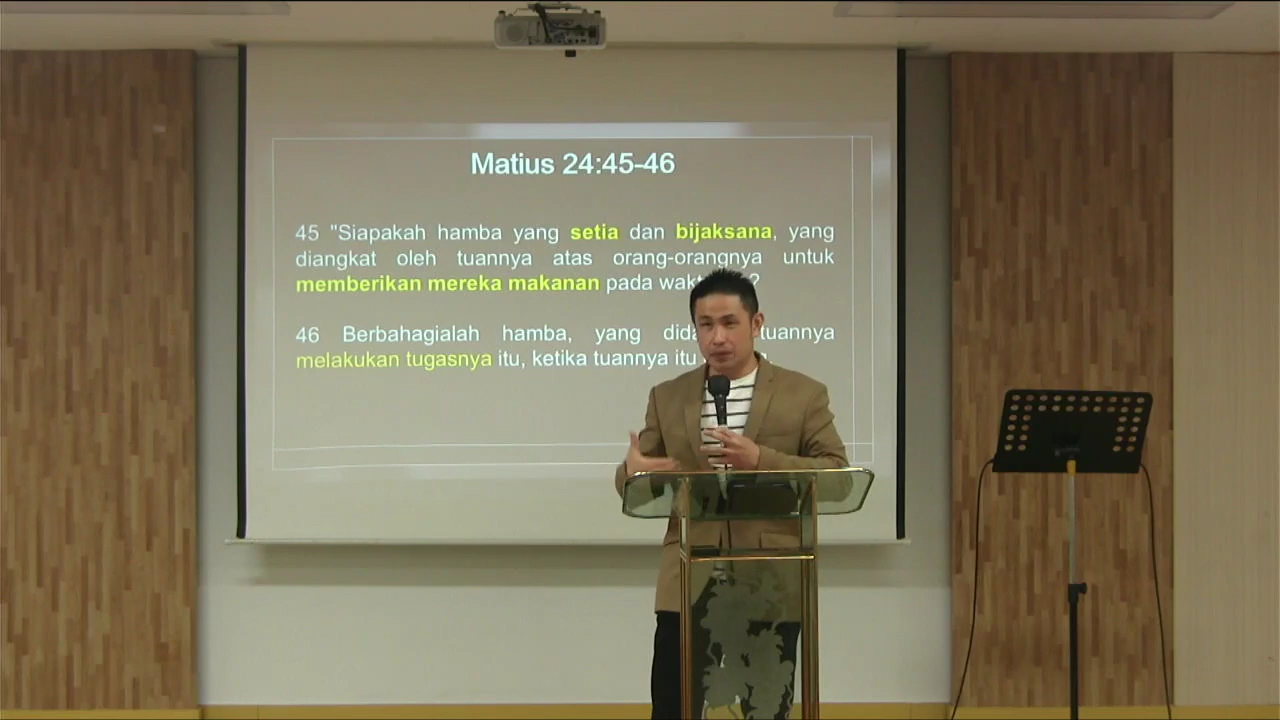 Matius 24:45-46
45 "Siapakah hamba yang setia dan bijaksana, yang
diangkat oleh tuannya atas orang-orangnya untuk
memberikan mereka makanan pada ?
46 Berbahagialah hamba, yang tuannya
melakukan tugasnya itu, ketika tuannya itu